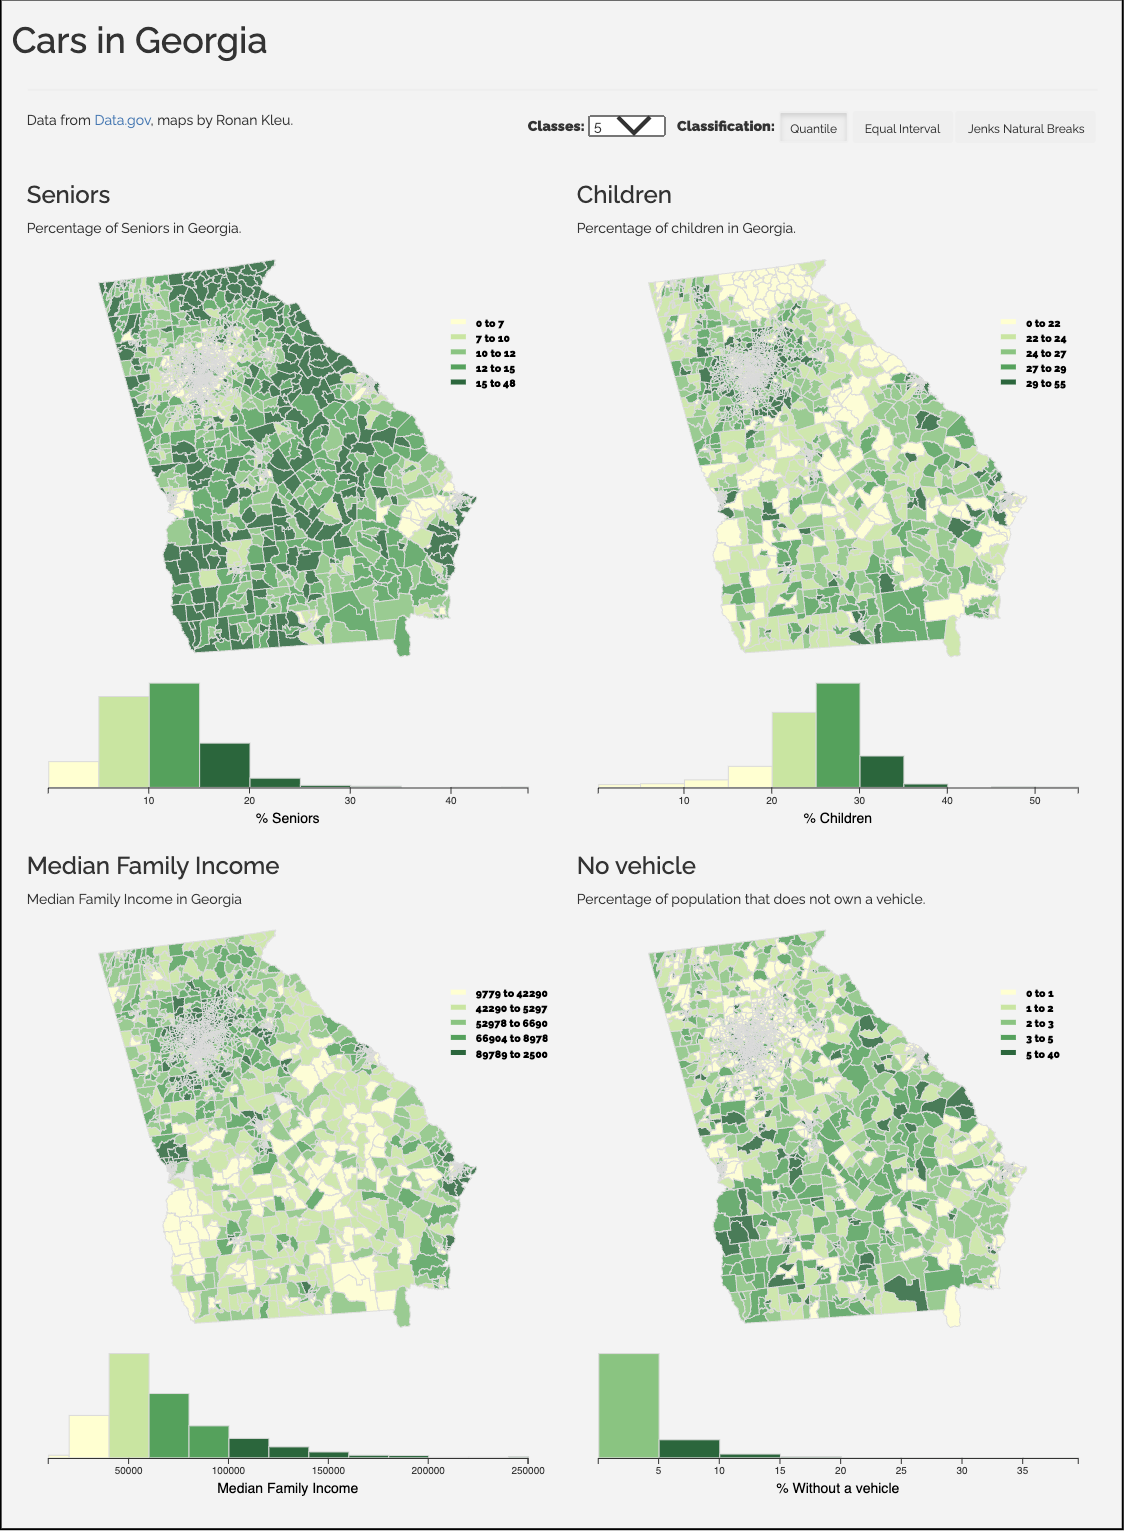 Cars in Georgia
Data from Data.gov, maps by Ronan Kleu.
Classes: 5 Classification: Quantile Equal Interval Jenks Natural Breaks
Seniors
Percentage of Seniors in Georgia.
0 to 7
7 to 10
10 to 12
12 to 15
15 to 48
10 20 30 40
% Seniors
Children
Percentage of children in Georgia.
0 to 22
22 to 24
24 to 27
27 to 29
29 to 55
10 20 30 40 50
% Children
Median Family Income
Median Family Income in Georgia
9779 to 42290
42290 to 5297
52978 to 6690
66904 to 8978
89789 to 2500
50000 100000 150000 200000 250000
Median Family Income
No vehicle
Percentage of population that does not own a vehicle.
0 to 1
1 to 2
2 to 3
3 to 5
5 to 40
5 10 15 20 25 30 35
% Without a vehicle